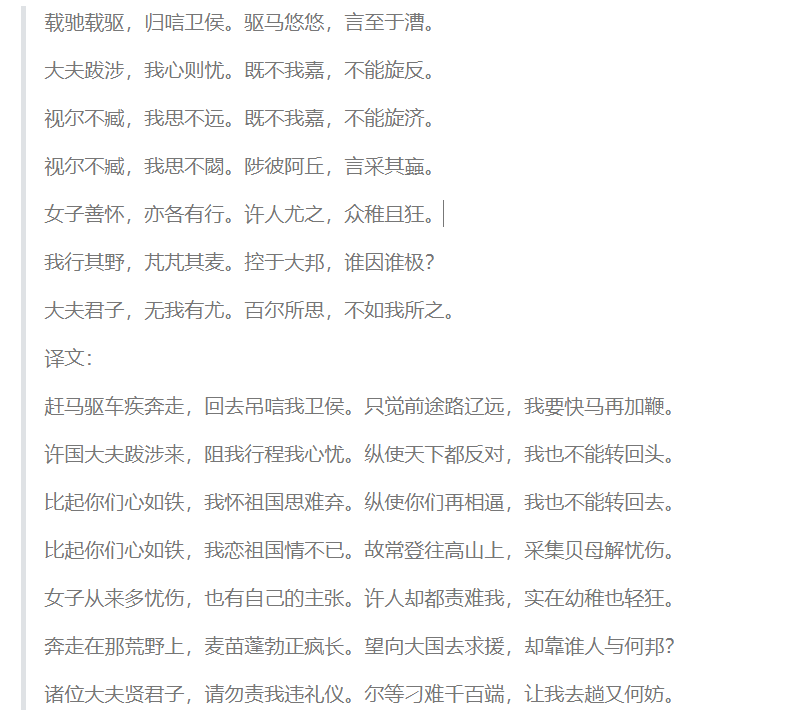 载驰载驱，归唁卫侯。驱马悠悠，言至于漕。
大夫跋涉，我心则忧。既不我嘉，不能旋反。
视尔不臧，我思不远。既不我嘉，不能旋济。
视尔不臧，我思不閟。陟彼阿丘，言采其蝱。
女子善怀，亦各有行。许人尤之，众稚且狂。
我行其野，芃芃其麦。控于大邦，谁因谁极？
大夫君子，无我有尤。百尔所思，不如我所之。
译文：
赶马驱车疾奔走，回去吊唁我卫侯。只觉前途路辽远，我要快马再加鞭。
许国大夫跋涉来，阻我行程我心忧。纵使天下都反对，我也不能转回头。
比起你们心如铁，我怀祖国思难弃。纵使你们再相逼，我也不能转回去。
比起你们心如铁，我恋祖国情不已。故常登往高山上，采集贝母解忧伤。
女子从来多忧伤，也有自己的主张。许人却都责难我，实在幼稚也轻狂。
奔走在那荒野上，麦苗蓬勃正疯长。望向大国去求援，却靠谁人与何邦？
诸位大夫贤君子，请勿责我违礼仪。尔等刁难千百端，让我去趟又何妨。